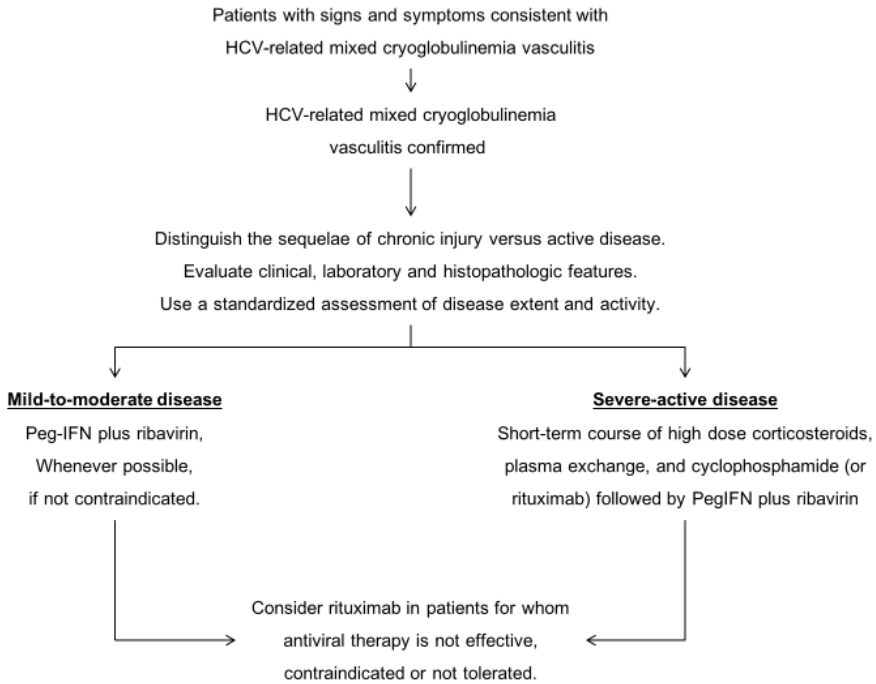 Patients with signs and symptoms consistent with
HCV-related mixed cryoglobulinemia vasculitis
HCV-related mixed cryoglobulinemia
vasculitis confirmed
Distinguish the sequelae of chronic injury versus active disease.
Evaluate clinical, laboratory and histopathologic features.
Use a standardized assessment of disease extent and activity.
Mild-to-moderate disease
Peg-IFN plus ribavirin,
Whenever possible,
if not contraindicated.
Severe-active disease
Short-term course of high dose corticosteroids,
plasma exchange, and cyclophosphamide (or
rituximab) followed by PegIFN plus ribavirin
Consider rituximab in patients for whom
antiviral therapy is not effective,
contraindicated or not tolerated.